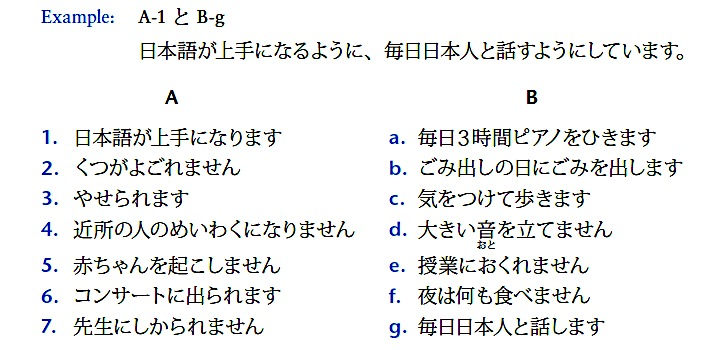 Example: A-1 と B-g
日本語が上手になるように、毎日日本人と話すようにしています。
A
B
1. 日本語が上手になります
a. 毎日3時間ピアノをひきます
2. くつがよごれません
b. ごみ出しの日にごみを出します
3. やせられます
c. 気をつけて歩きます
4. 近所の人のめいわくになりません
d. 大きい音を立てません
おと
5. 赤ちゃんを起こしません
e. 授業におくれません
6. コンサートに出られます
f. 夜は何も食べません
7. 先生にしかられません
g. 毎日日本人と話します